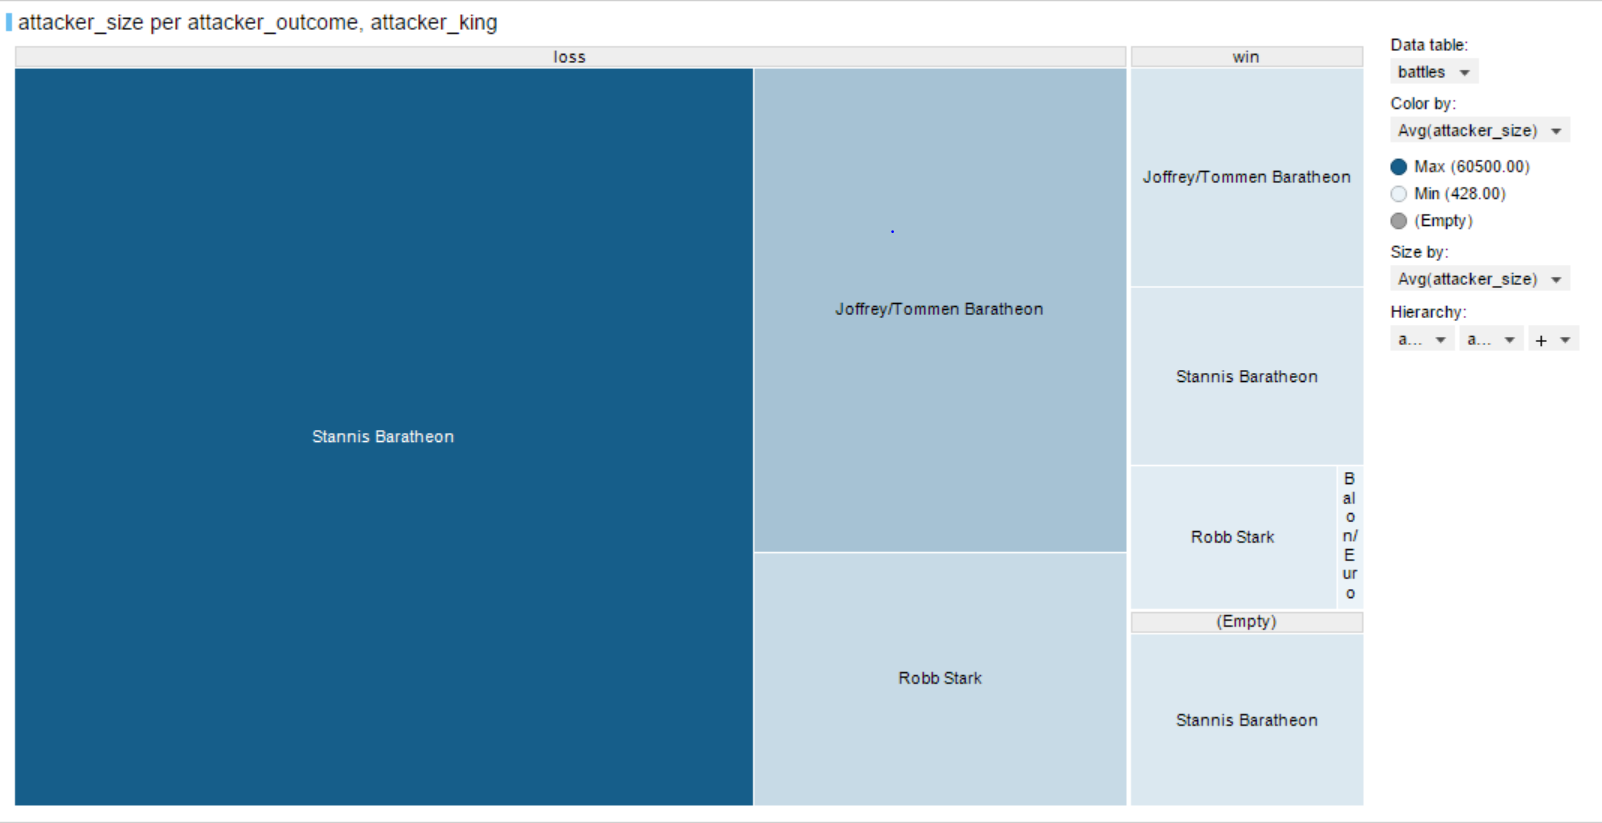 attacker_size per attacker_outcome, attacker_king
loss
win
Stannis Baratheon
Joffrey/Tommen Baratheon
Robb Stark
Joffrey/Tommen Baratheon
Stannis Baratheon
Robb Stark
B
al
o
n/
E
ur
o
(Empty)
Stannis Baratheon
Data table:
battles
Color by:
Avg(attacker_size)
Max (60500.00)
Min (428.00)
(Empty)
Size by:
Avg(attacker_size)
Hierarchy:
a... a... +